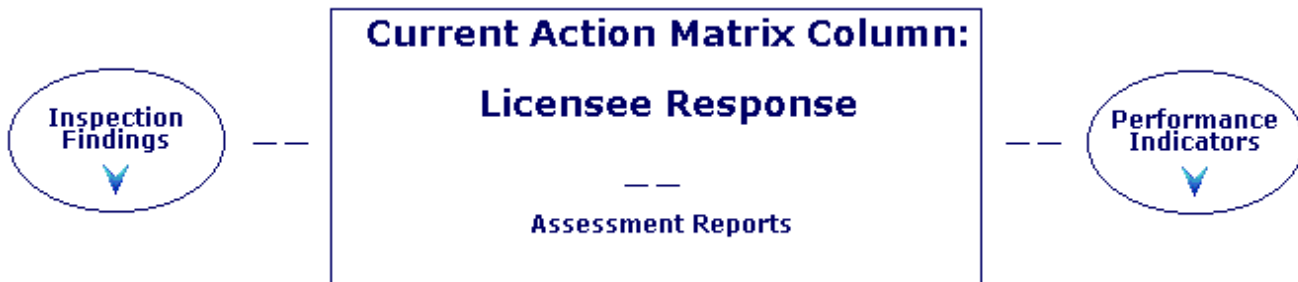 Current Action Matrix Column:
Licensee Response
Inspection
Findings
Performance
Indicators
Assessment Reports